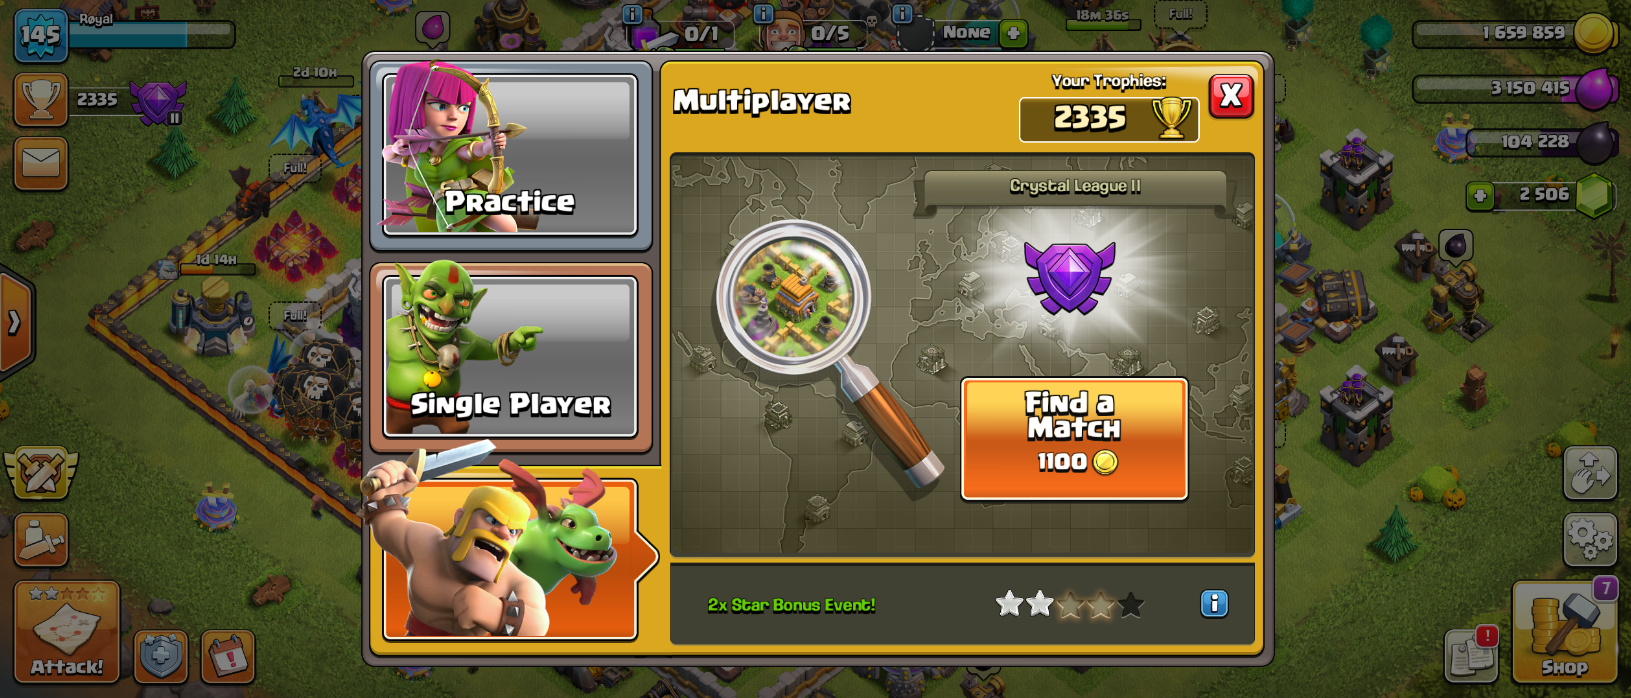 145
Røyal
0/1
0/5
None
18m 36s
Full!
1 659 859
2335
2d 10h
3 150 415
104 228
2 506
Full!
1d 14h
Full!
Practice
Single Player
Multiplayer
Your Trophies:
2335
X
Crystal League II
Find a
Match
1100
2x Star Bonus Event!
i
Attack!
!
7
Shop